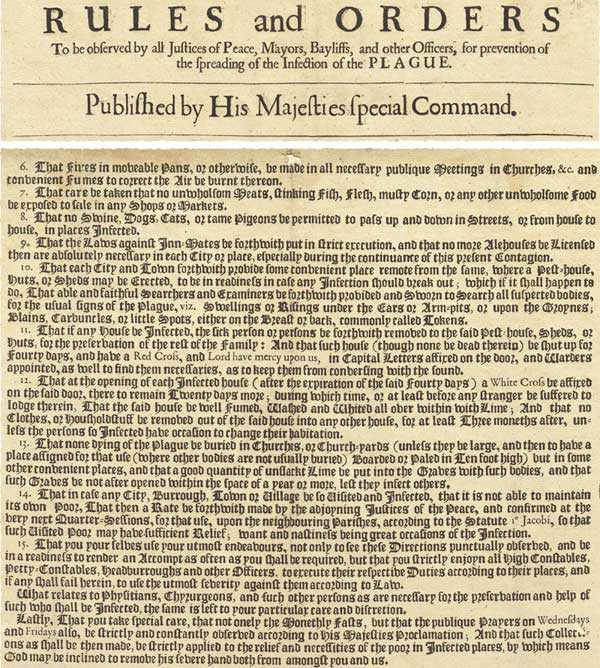 RULES and ORDERS
To be obſerved by all Juſtices of Peace, Mayors, Bayliffs, and other Officers, for prevention of
the ſpreading of the Infection of the PLAGUE.
Publiſhed by His Majeſties ſpecial Command.
6. That Fires in moveable Pans, or otherwiſe, be made in all neceſſary publique Meetings in Churches, &c. and
convenient Fumes to correct the Air be burnt thereon.
7. That care be taken that no unwholſom Meats, ſtinking Fiſh, Fleſh, muſty Corn, or any other unwholſome Food
be expoſed to ſale in any Shops or Markets.
8. That no Swine, Dogs, Cats, or tame Pigeons be permitted to paſs up and down in Streets, or from houſe to
houſe, in places Infected.
9. That the Laws againſt Inn-Mates be forthwith put in ſtrict execution, and that no more Alehouſes be Licenſed
then are abſolutely neceſſary in each City or place, eſpecially during the continuance of this preſent Contagion.
10. That each City and Town forthwith provide ſome convenient place remote from the ſame, where a Peſt-houſe,
Huts, or Sheds may be Erected, to be in readineſs in caſe any Infection ſhould break out; which if it ſhall happen to
do, That able and faithful Searchers and Examiners be forthwith provided and Sworn to Search all ſuſpected bodies,
for the uſual ſigns of the Plague, viz. Swellings or Riſings under the Ears or Arm-pits, or upon the Groynes;
Blains, Carbuncles, or little Spots, either on the Breaſt or back, commonly called Tokens.
11. That if any Houſe be Infected, the ſick perſon or perſons be forthwith removed to the ſaid Peſt-houſe, Sheds, or
Huts, for the preſervation of the reſt of the Family: And that ſuch houſe (though none be dead therein) be ſhut up for
Fourty days, and have a Red Croſs, and Lord have mercy upon us, in Capital Letters affixed on the door, and Warders
appointed, as well to find them neceſſaries, as to keep them from converſing with the ſound.
12. That at the opening of each Infected houſe (after the expiration of the ſaid Fourty days) a White Croſs be affixed
on the ſaid door, there to remain Twenty days more; during which time, or at leaſt before any ſtranger be ſuffered to
lodge therein, That the ſaid houſe be well Fumed, Waſhed and Whited all over within with Lime; And that no
Clothes, or Houſholdſtuff be removed out of the ſaid houſe into any other houſe, for at leaſt Three moneths after, un-
leſs the perſons ſo Infected have occaſion to change their habitation.
13. That none dying of the Plague be buried in Churches, or Church-yards (unleſs they be large, and then to have a
place aſſigned for that uſe (where other bodies are not uſually buried) Boarded or Paled in Ten foot high) but in ſome
other convenient places, and that a good quantity of unſlackt Lime be put into the Graves with ſuch bodies, and that
ſuch Graves be not after opened within the ſpace of a year or more, leſt they infect others.
14. That in caſe any City, Burrough, Town or Village be ſo Viſited and Infected, that it is not able to maintain
its own Poor, That then a Rate be forthwith made by the adjoyning Juſtices of the Peace, and confirmed at the
very next Quarter-Seſſions, for that uſe, upon the neighbouring Pariſhes, according to the Statute 1° Jacobi, ſo that
ſuch Viſited Poor may have ſufficient Relief; want and naſtineſs being great occaſions of the Infection.
15. That you your ſelves uſe your utmoſt endeavours, not only to ſee theſe Directions punctually obſerved, and be
in a readineſs to render an Accompt as often as you ſhall be required, but that you ſtrictly enjoyn all High Conſtables,
Petty-Conſtables, Headburroughs and other Officers, to execute their reſpective Duties according to their places, and
if any ſhall fail herein, to uſe the utmoſt ſeverity againſt them according to Law.
What relates to Phyſitians, Chyrurgeons, and ſuch other perſons as are neceſſary for the preſervation and help of
ſuch who ſhall be Infected, the ſame is left to your particular care and diſcretion.
Laſtly, That you take ſpecial care, that not onely the Monethly Faſts, but that the publique Prayers on Wedneſdays
and Fridays alſo, be ſtrictly and conſtantly obſerved according to his Majeſties Proclamation; And that ſuch Collecti-
ons as ſhall be then made, be ſtrictly applied to the relief and neceſſities of the poor in Infected places, by which means
God may be inclined to remove his ſevere hand both from amongſt you and us.